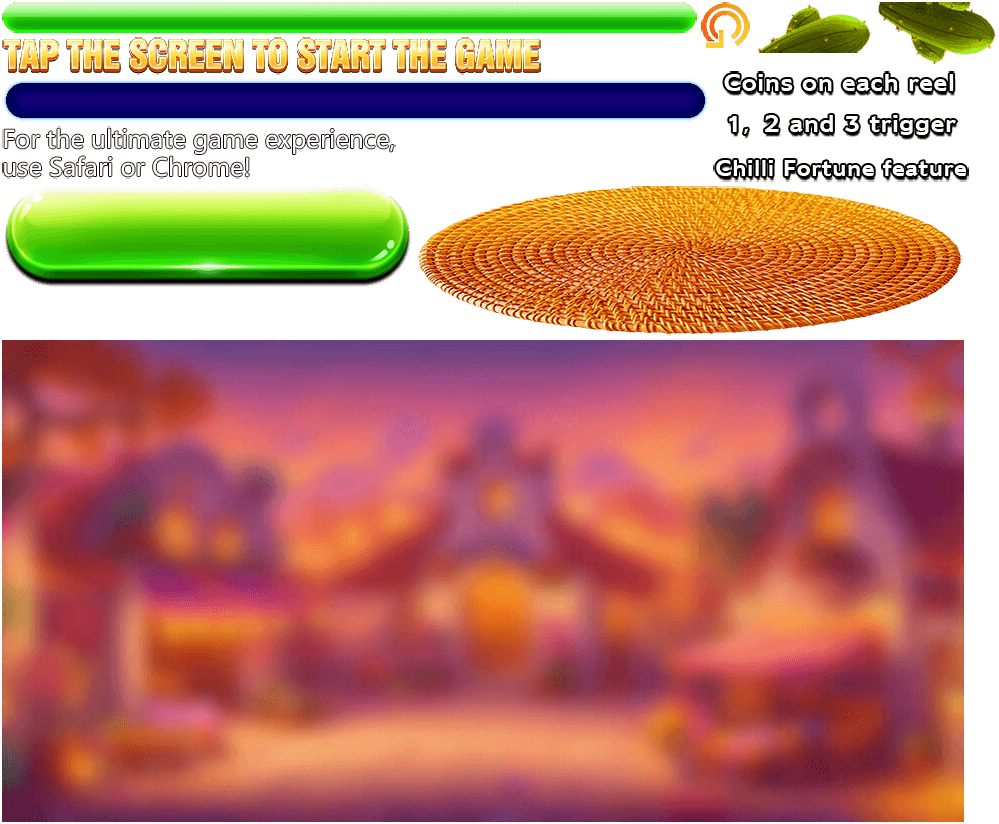 TAP THE SCREEN TO START THE GAME
For the ultimate game experience,
use Safari or Chrome!
Coins on each reel
1, 2 and 3 trigger
Chilli Fortune feature